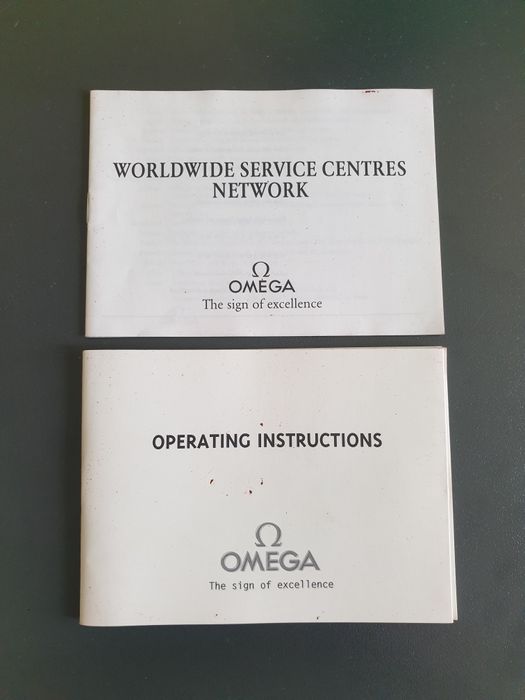 WORLDWIDE SERVICE CENTRES
NETWORK
Ω
OMEGA
The sign of excellence
OPERATING INSTRUCTIONS
Ω
OMEGA
The sign of excellence